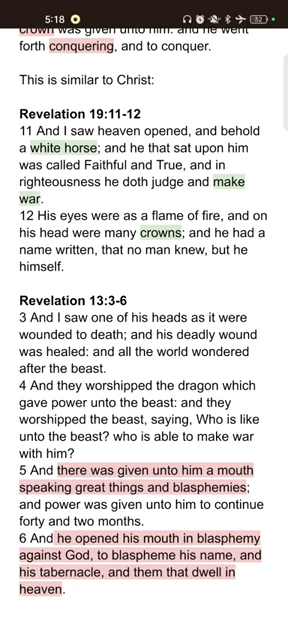 5:18
32
crown was given unto him: and he went
forth conquering, and to conquer.
This is similar to Christ:
Revelation 19:11-12
11 And I saw heaven opened, and behold
a white horse; and he that sat upon him
was called Faithful and True, and in
righteousness he doth judge and make
war.
12 His eyes were as a flame of fire, and on
his head were many crowns; and he had a
name written, that no man knew, but he
himself.
Revelation 13:3-6
3 And I saw one of his heads as it were
wounded to death; and his deadly wound
was healed: and all the world wondered
after the beast.
4 And they worshipped the dragon which
gave power unto the beast: and they
worshipped the beast, saying, Who is like
unto the beast? who is able to make war
with him?
5 And there was given unto him a mouth
speaking great things and blasphemies;
and power was given unto him to continue
forty and two months.
6 And he opened his mouth in blasphemy
against God, to blaspheme his name, and
his tabernacle, and them that dwell in
heaven.